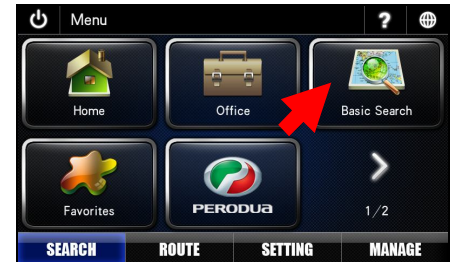 Menu ?
Home Office Basic Search
Favorites PERODUA 1/2
SEARCH ROUTE SETTING MANAGE